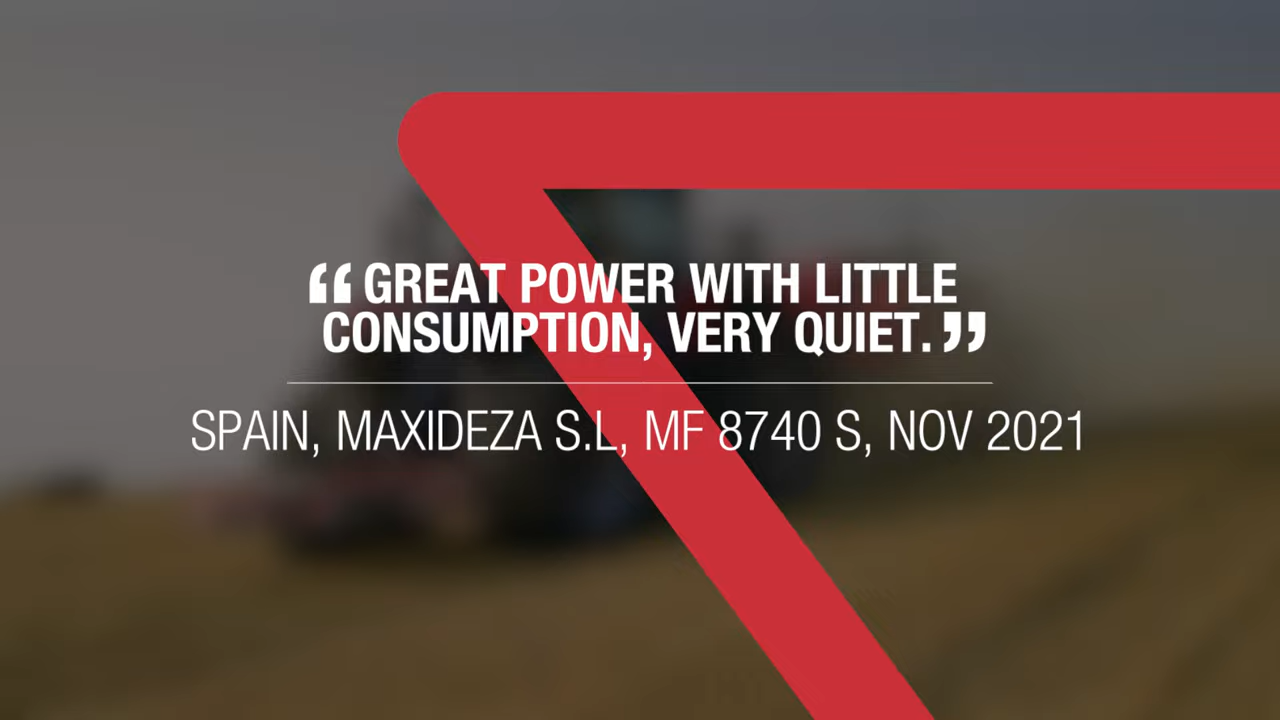 ❝ GREAT POWER WITH LITTLE
CONSUMPTION, VERY QUIET. ❞
SPAIN, MAXIDEZA S.L, MF 8740 S, NOV 2021